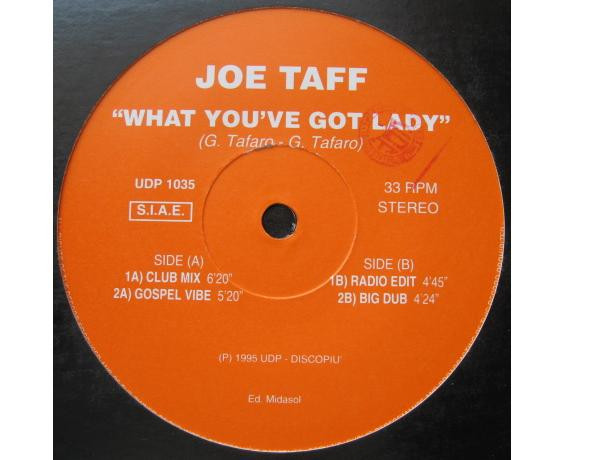 JOE TAFF
“WHAT YOU'VE GOT LADY”
(G. Tafaro - G. Tafaro)
UDP 1035
33 RPM
S.I.A.E.
STEREO
SIDE (A)
1A) CLUB MIX 6'20"
2A) GOSPEL VIBE 5'20"
SIDE (B)
1B) RADIO EDIT 4'45"
2B) BIG DUB 4'24"
(P) 1995 UDP - DISCOPIU'
Ed. Midasol